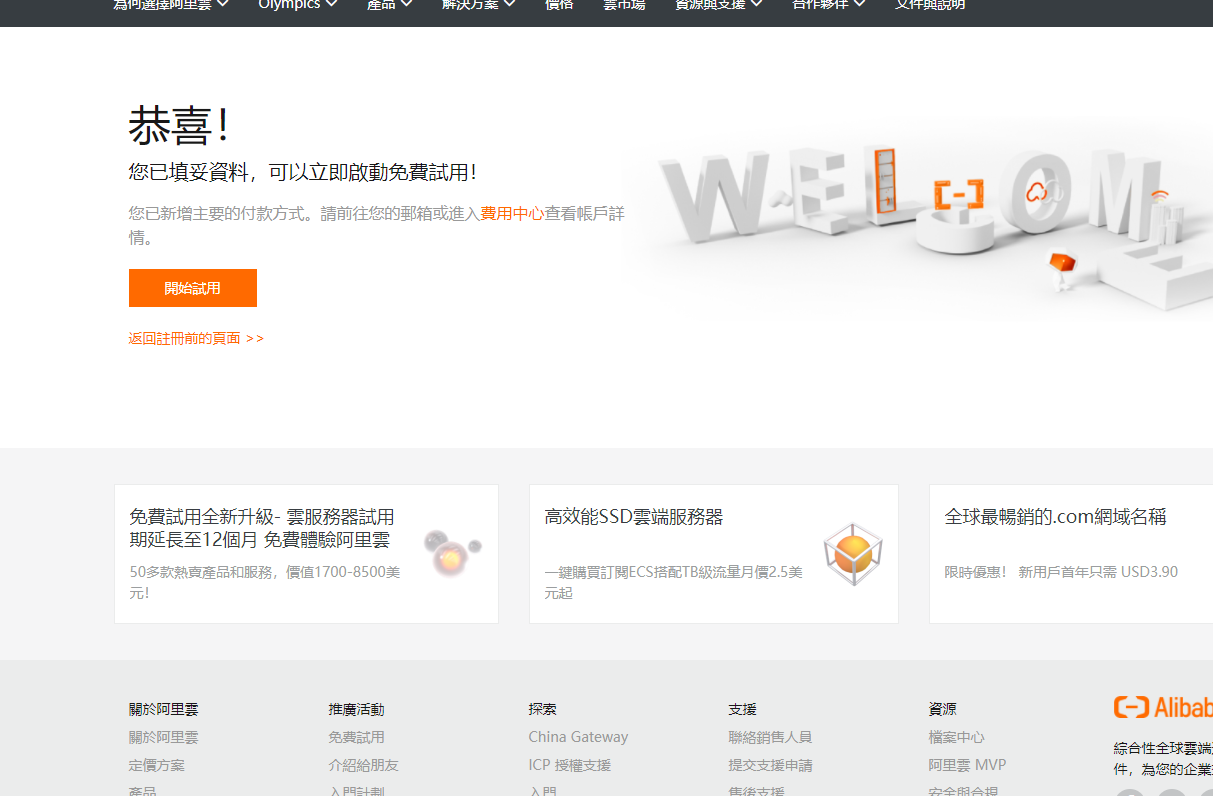 為何選擇阿里雲
Olympics
產品
解決方案
價格
雲市場
資源與支援
合作夥伴
文件與說明
恭喜！
您已填妥資料，可以立即啟動免費試用！
您已新增主要的付款方式。請前往您的郵箱或進入費用中心查看帳戶詳
情。
開始試用
返回註冊前的頁面 >>
WELCOM
免費試用全新升級- 雲服務器試用
期延長至12個月 免費體驗阿里雲
50多款熱賣產品和服務，價值1700-8500美
元！
高效能SSD雲端服務器
一鍵購買訂閱ECS搭配TB級流量月價2.5美
元起
全球最暢銷的.com網域名稱
限時優惠！ 新用戶首年只需 USD3.90
關於阿里雲
關於阿里雲
定價方案
產品
推廣活動
免費試用
介紹給朋友
入門計劃
探索
China Gateway
ICP 授權支援
入門
支援
聯絡銷售人員
提交支援申請
售後支援
資源
檔案中心
阿里雲 MVP
安全與合規
Alibab
綜合性全球雲端
件，為您的企業